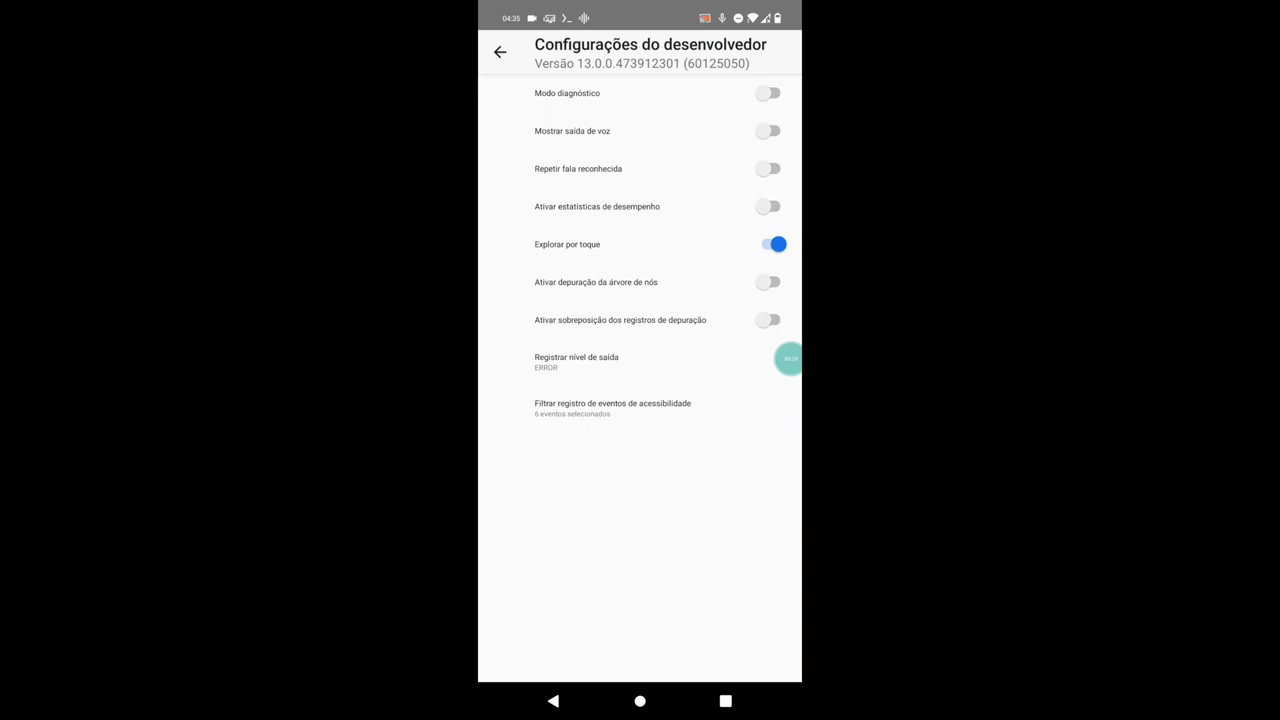 04:35
Configurações do desenvolvedor
Versão 13.0.0.473912301 (60125050)
Modo diagnóstico
Mostrar saída de voz
Repetir fala reconhecida
Ativar estatísticas de desempenho
Explorar por toque
Ativar depuração da árvore de nós
Ativar sobreposição dos registros de depuração
Registrar nível de saída
ERROR
Filtrar registro de eventos de acessibilidade
6 eventos selecionados